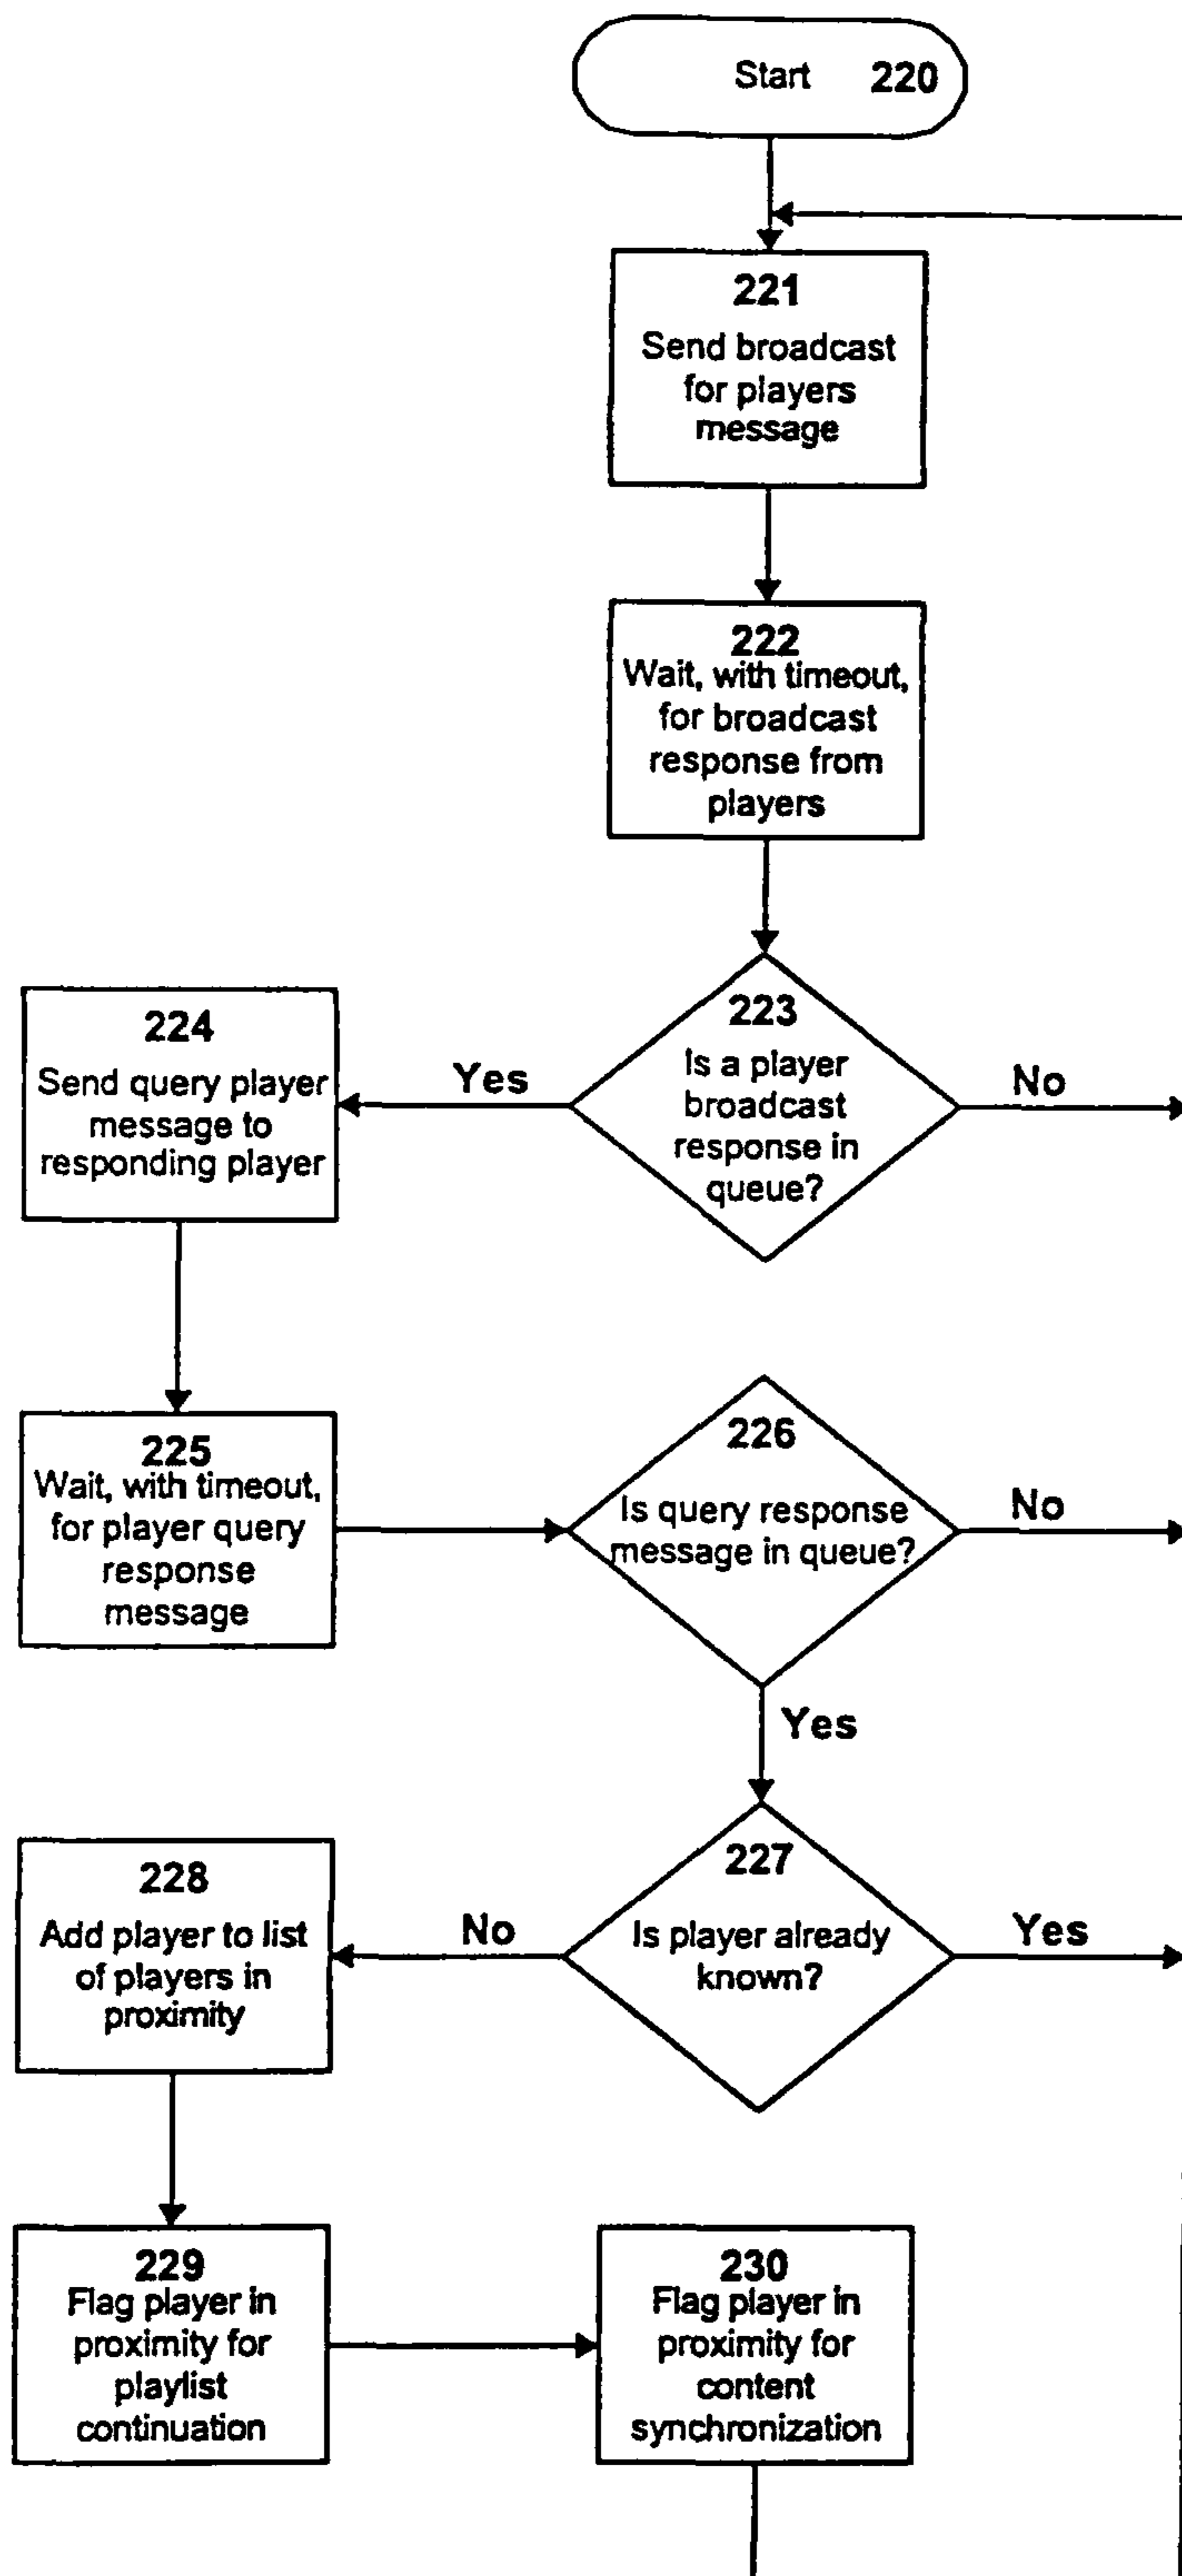 Start 220
221
Send broadcast
for players
message
222
Wait, with timeout,
for broadcast
response from
players
223
Is a player
broadcast
response in
queue?
Yes
No
224
Send query player
message to
responding player
225
Wait, with timeout,
for player query
response
message
226
Is query response
message in queue?
No
Yes
227
Is player already
known?
No
Yes
228
Add player to list
of players in
proximity
229
Flag player in
proximity for
playlist
continuation
230
Flag player in
proximity for
content
synchronization